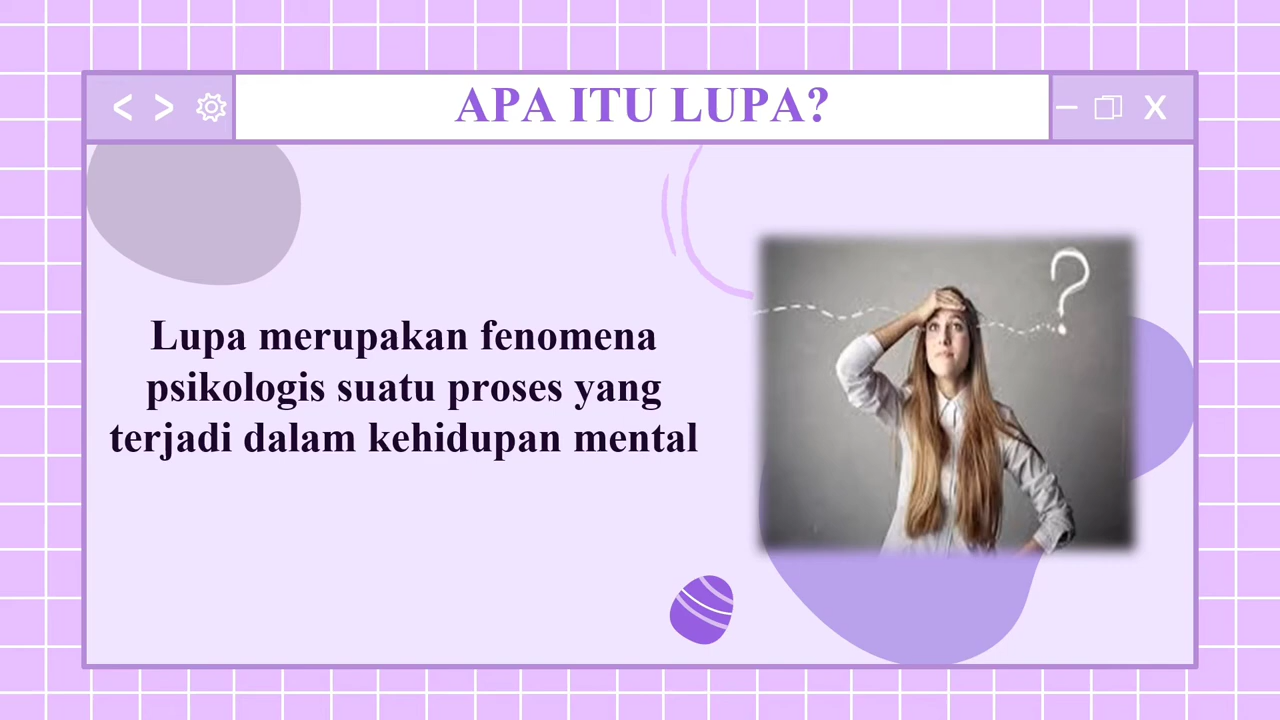 APA ITU LUPA?
Lupa merupakan fenomena
psikologis suatu proses yang
terjadi dalam kehidupan mental